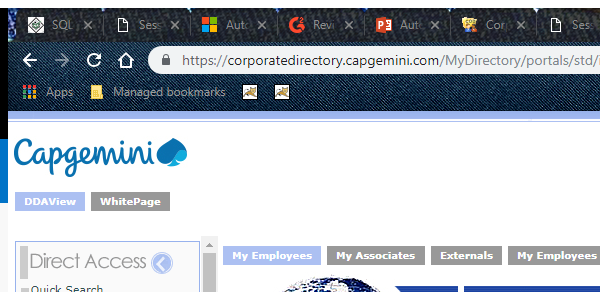 SQL
Ses
Auto
Revi
Auto
Cor
Ses
https://corporatedirectory.capgemini.com/MyDirectory/portals/std/i
Apps
Managed bookmarks
Capgemini
DDAView
WhitePage
Direct Access
My Employees
My Associates
Externals
My Employees
Quick Search